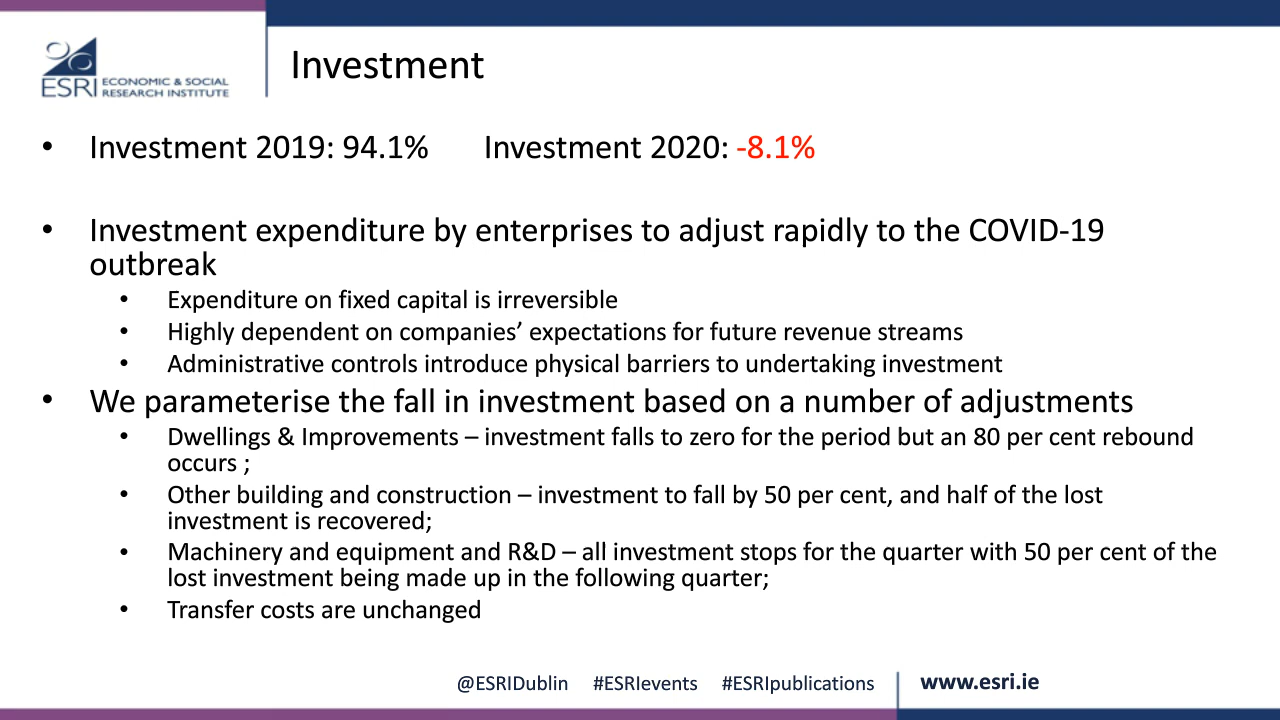 ESRI ECONOMIC & SOCIAL
RESEARCH INSTITUTE
Investment
• Investment 2019: 94.1% Investment 2020: -8.1%
• Investment expenditure by enterprises to adjust rapidly to the COVID-19
outbreak
• Expenditure on fixed capital is irreversible
• Highly dependent on companies’ expectations for future revenue streams
• Administrative controls introduce physical barriers to undertaking investment
• We parameterise the fall in investment based on a number of adjustments
• Dwellings & Improvements – investment falls to zero for the period but an 80 per cent rebound
occurs ;
• Other building and construction – investment to fall by 50 per cent, and half of the lost
investment is recovered;
• Machinery and equipment and R&D – all investment stops for the quarter with 50 per cent of the
lost investment being made up in the following quarter;
• Transfer costs are unchanged
@ESRIDublin #ESRIevents #ESRIpublications www.esri.ie